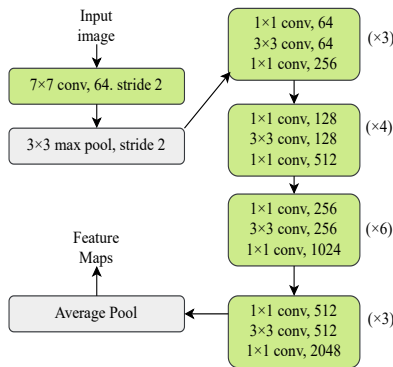 Input
image
7×7 conv, 64. stride 2
3×3 max pool, stride 2
1×1 conv, 64
3×3 conv, 64
1×1 conv, 256
(×3)
1×1 conv, 128
3×3 conv, 128
1×1 conv, 512
(×4)
1×1 conv, 256
3×3 conv, 256
1×1 conv, 1024
(×6)
1×1 conv, 512
3×3 conv, 512
1×1 conv, 2048
(×3)
Average Pool
Feature
Maps